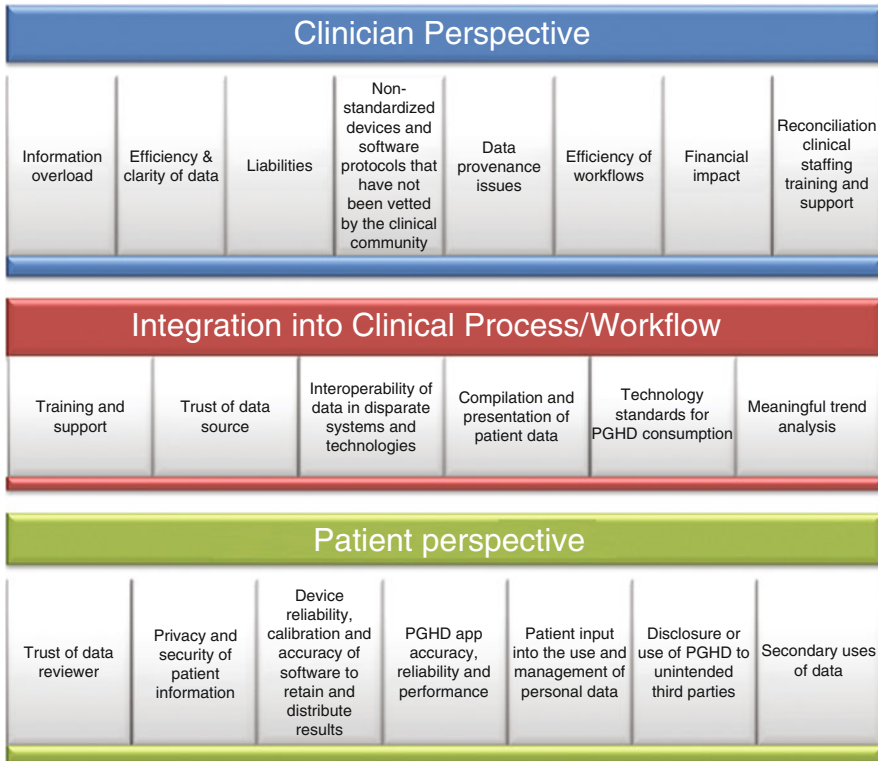 Clinician Perspective
Information
overload
Efficiency &
clarity of data
Liabilities
Non-
standardized
devices and
software
protocols that
have not
been vetted
by the clinical
community
Data
provenance
issues
Efficiency of
workflows
Financial
impact
Reconciliation
clinical
staffing
training and
support
Integration into Clinical Process/Workflow
Training and
support
Trust of data
source
Interoperability of
data in disparate
systems and
technologies
Compilation and
presentation of
patient data
Technology
standards for
PGHD consumption
Meaningful trend
analysis
Patient perspective
Trust of data
reviewer
Privacy and
security of
patient
information
Device
reliability,
calibration and
accuracy of
software to
retain and
distribute
results
PGHD app
accuracy,
reliability and
performance
Patient input
into the use and
management of
personal data
Disclosure or
use of PGHD to
unintended
third parties
Secondary uses
of data